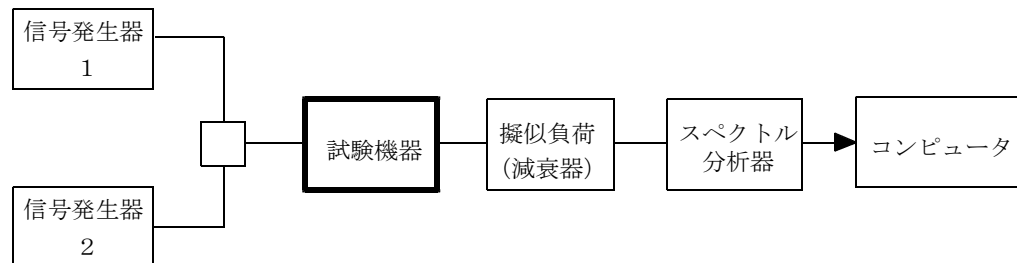 信号発生器
1
試験機器
擬似負荷
（減衰器）
スペクトル
分析器
コンピュータ
信号発生器
2